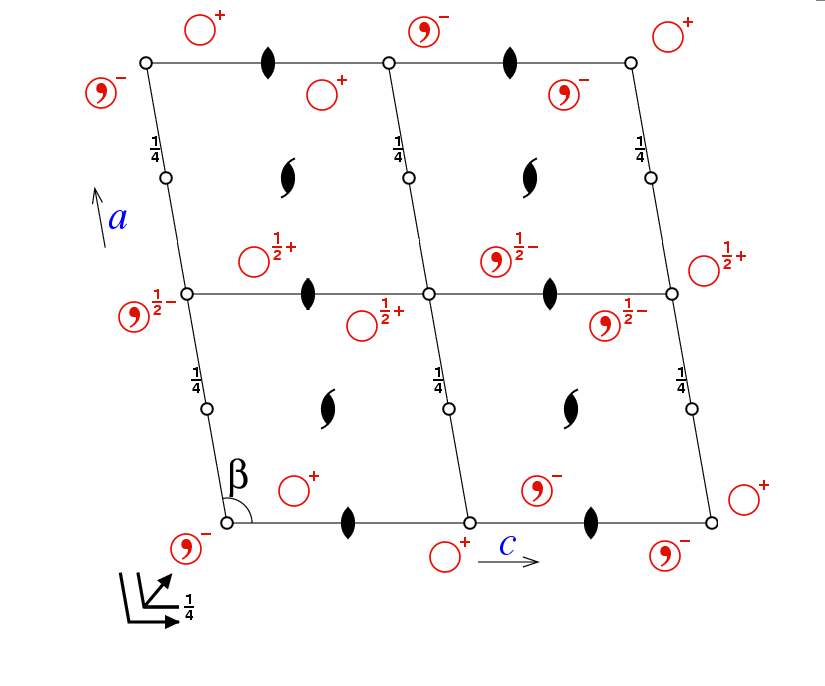 + − +
− + −
1/4 1/4 1/4
a
1/2+ 1/2− 1/2+
1/2− 1/2+ 1/2−
1/4 1/4 1/4
β
+ − +
− + −
c
1/4